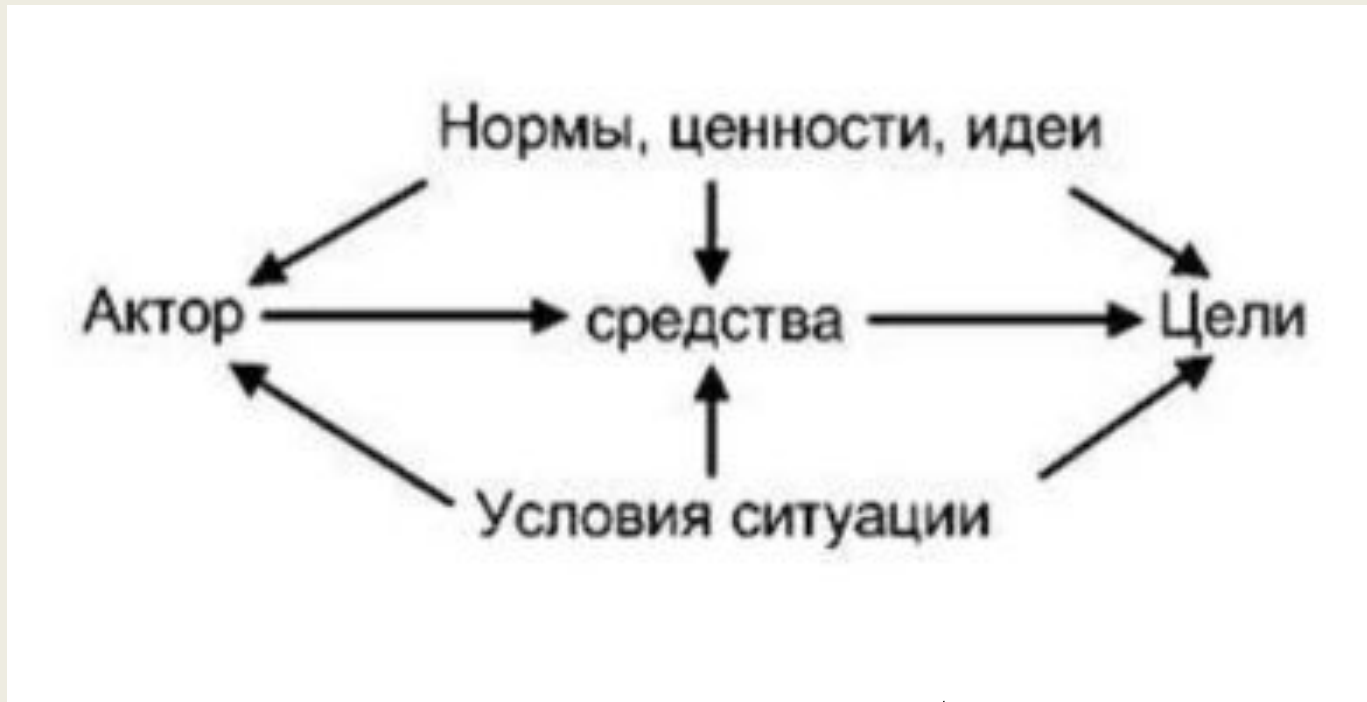 Нормы, ценности, идеи
Актор средства Цели
Условия ситуации